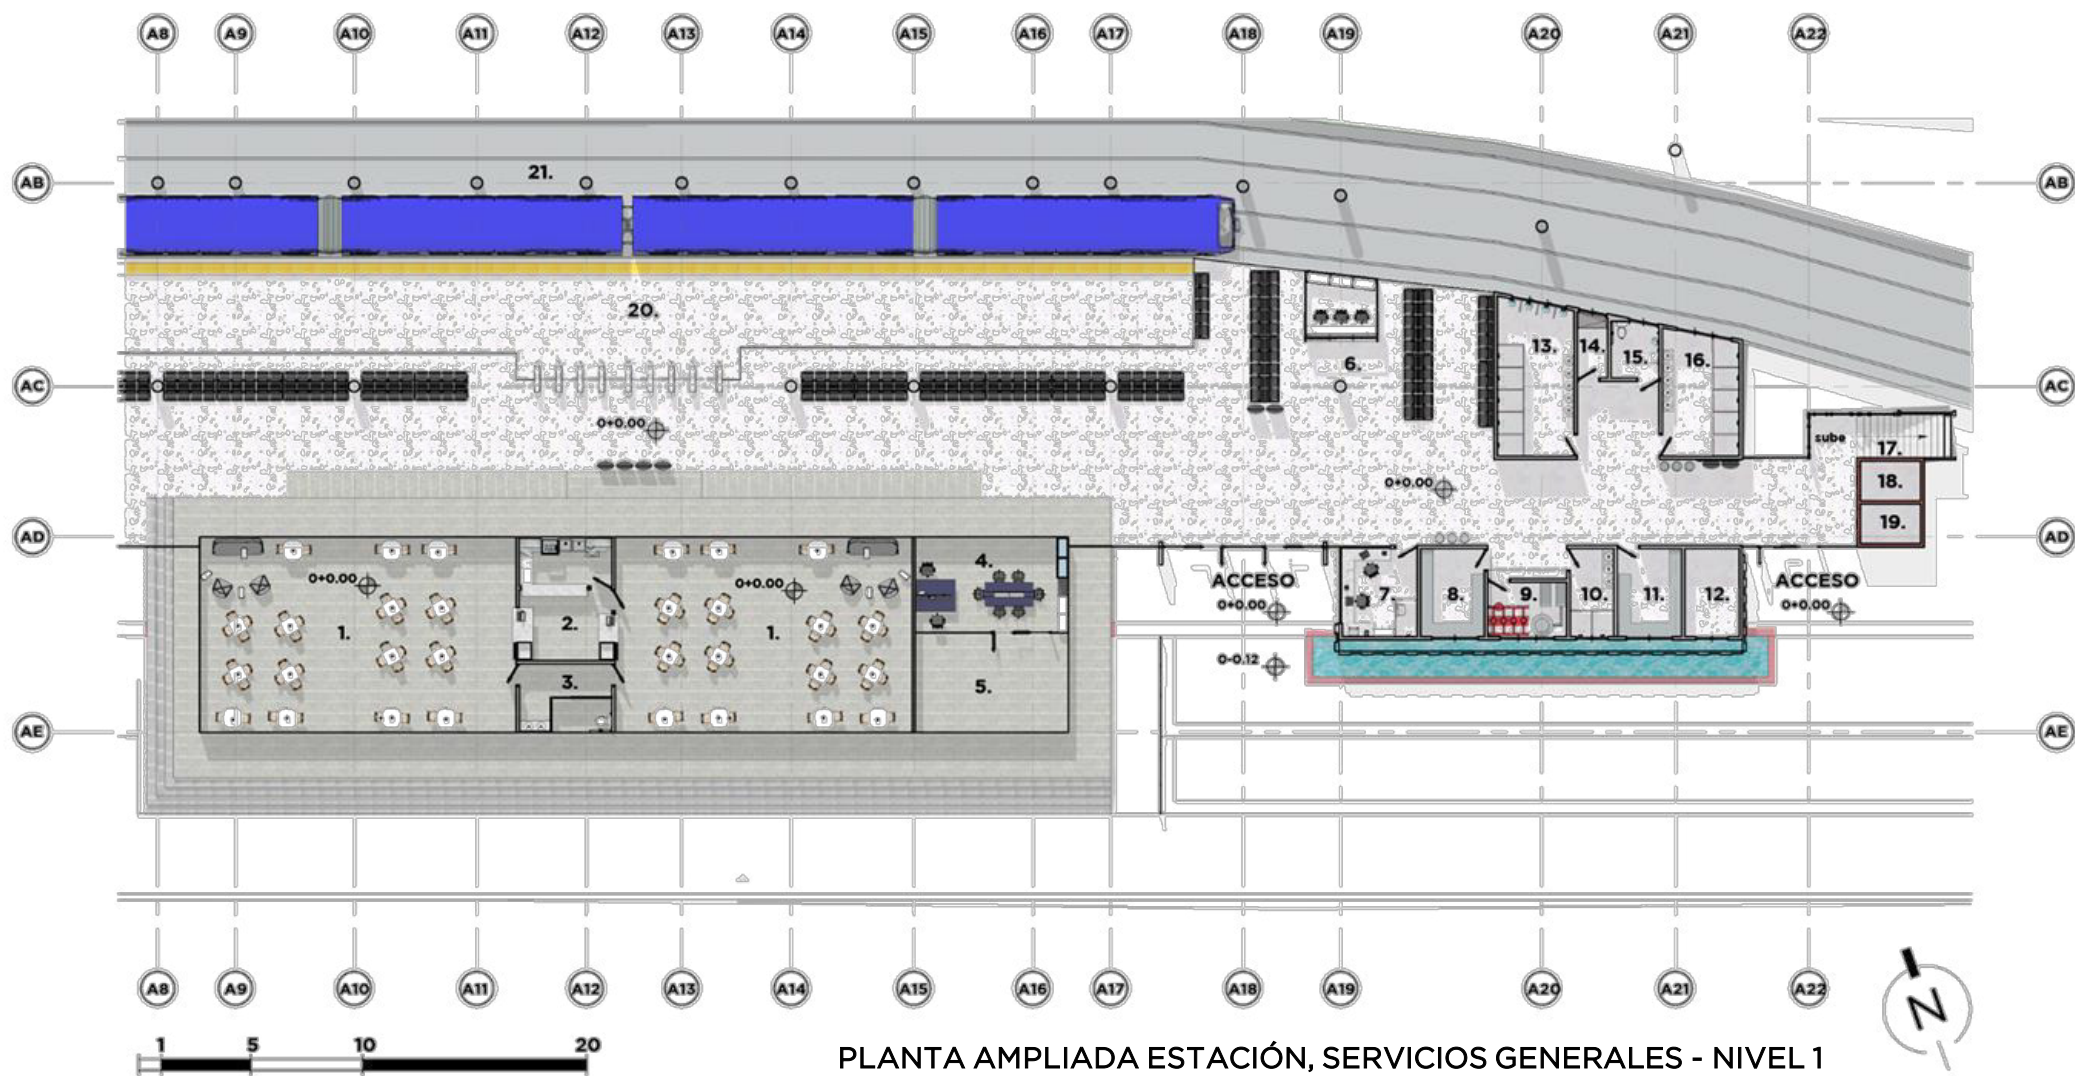 A8 A9 A10 A11 A12 A13 A14 A15 A16 A17 A18 A19 A20 A21 A22
21.
AB AB
20.
6.
13. 14. 15. 16.
AC AC
0+0.00
sube
17.
18.
0+0.00
19.
AD AD
4.
0+0.00 0+0.00
ACCESO ACCESO
0+0.00 0+0.00
7. 8. 9. 10. 11. 12.
1. 2. 1.
0-0.12
3. 5.
AE AE
A8 A9 A10 A11 A12 A13 A14 A15 A16 A17 A18 A19 A20 A21 A22
N
1 5 10 20
PLANTA AMPLIADA ESTACIÓN, SERVICIOS GENERALES - NIVEL 1